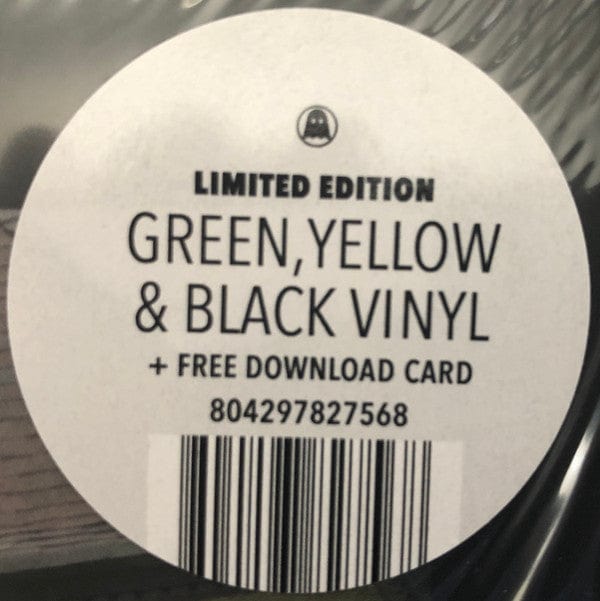 LIMITED EDITION
GREEN, YELLOW
& BLACK VINYL
+ FREE DOWNLOAD CARD
804297827568